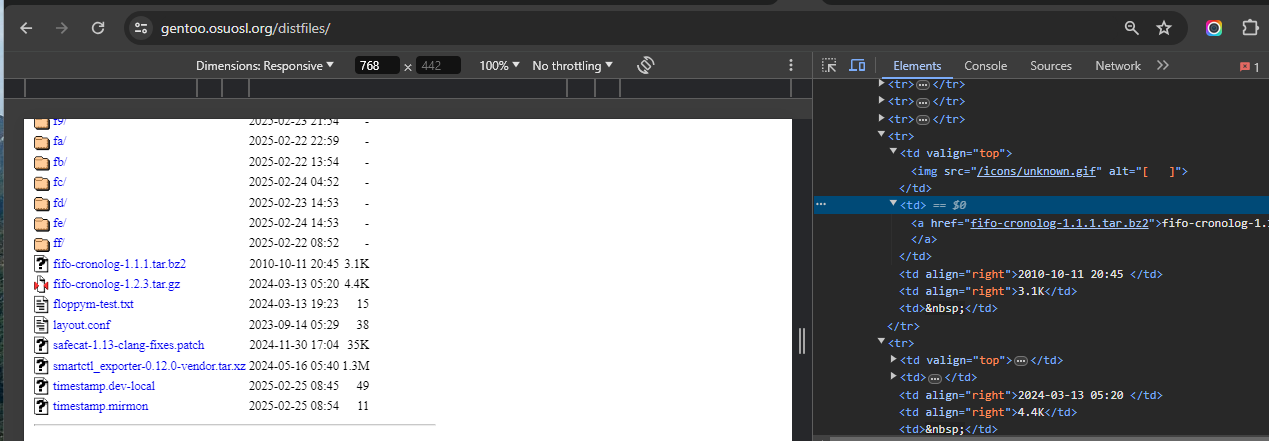 gentoo.osuosl.org/distfiles/
Dimensions: Responsive 768 × 442 100% No throttling
f9/ 2025-02-23 21:54 -
fa/ 2025-02-22 22:59 -
fb/ 2025-02-22 13:54 -
fc/ 2025-02-24 04:52 -
fd/ 2025-02-23 14:53 -
fe/ 2025-02-24 14:53 -
ff/ 2025-02-22 08:52 -
fifo-cronolog-1.1.1.tar.bz2 2010-10-11 20:45 3.1K
fifo-cronolog-1.2.3.tar.gz 2024-03-13 05:20 4.4K
floppym-test.txt 2024-03-13 19:23 15
layout.conf 2023-09-14 05:29 38
safecat-1.13-clang-fixes.patch 2024-11-30 17:04 35K
smartctl_exporter-0.12.0-vendor.tar.xz 2024-05-16 05:40 1.3M
timestamp.dev-local 2025-02-25 08:45 49
timestamp.mirmon 2025-02-25 08:54 11
Elements Console Sources Network 1
<tr> </tr>
<tr> </tr>
<tr> </tr>
<tr>
<td valign="top">
<img src="/icons/unknown.gif" alt="[   ]">
</td>
<td> == $0
<a href="fifo-cronolog-1.1.1.tar.bz2">fifo-cronolog-1.1
</a>
</td>
<td align="right">2010-10-11 20:45 </td>
<td align="right">3.1K</td>
<td>&nbsp;</td>
</tr>
<tr>
<td valign="top"> </td>
<td> </td>
<td align="right">2024-03-13 05:20 </td>
<td align="right">4.4K</td>
<td>&nbsp;</td>